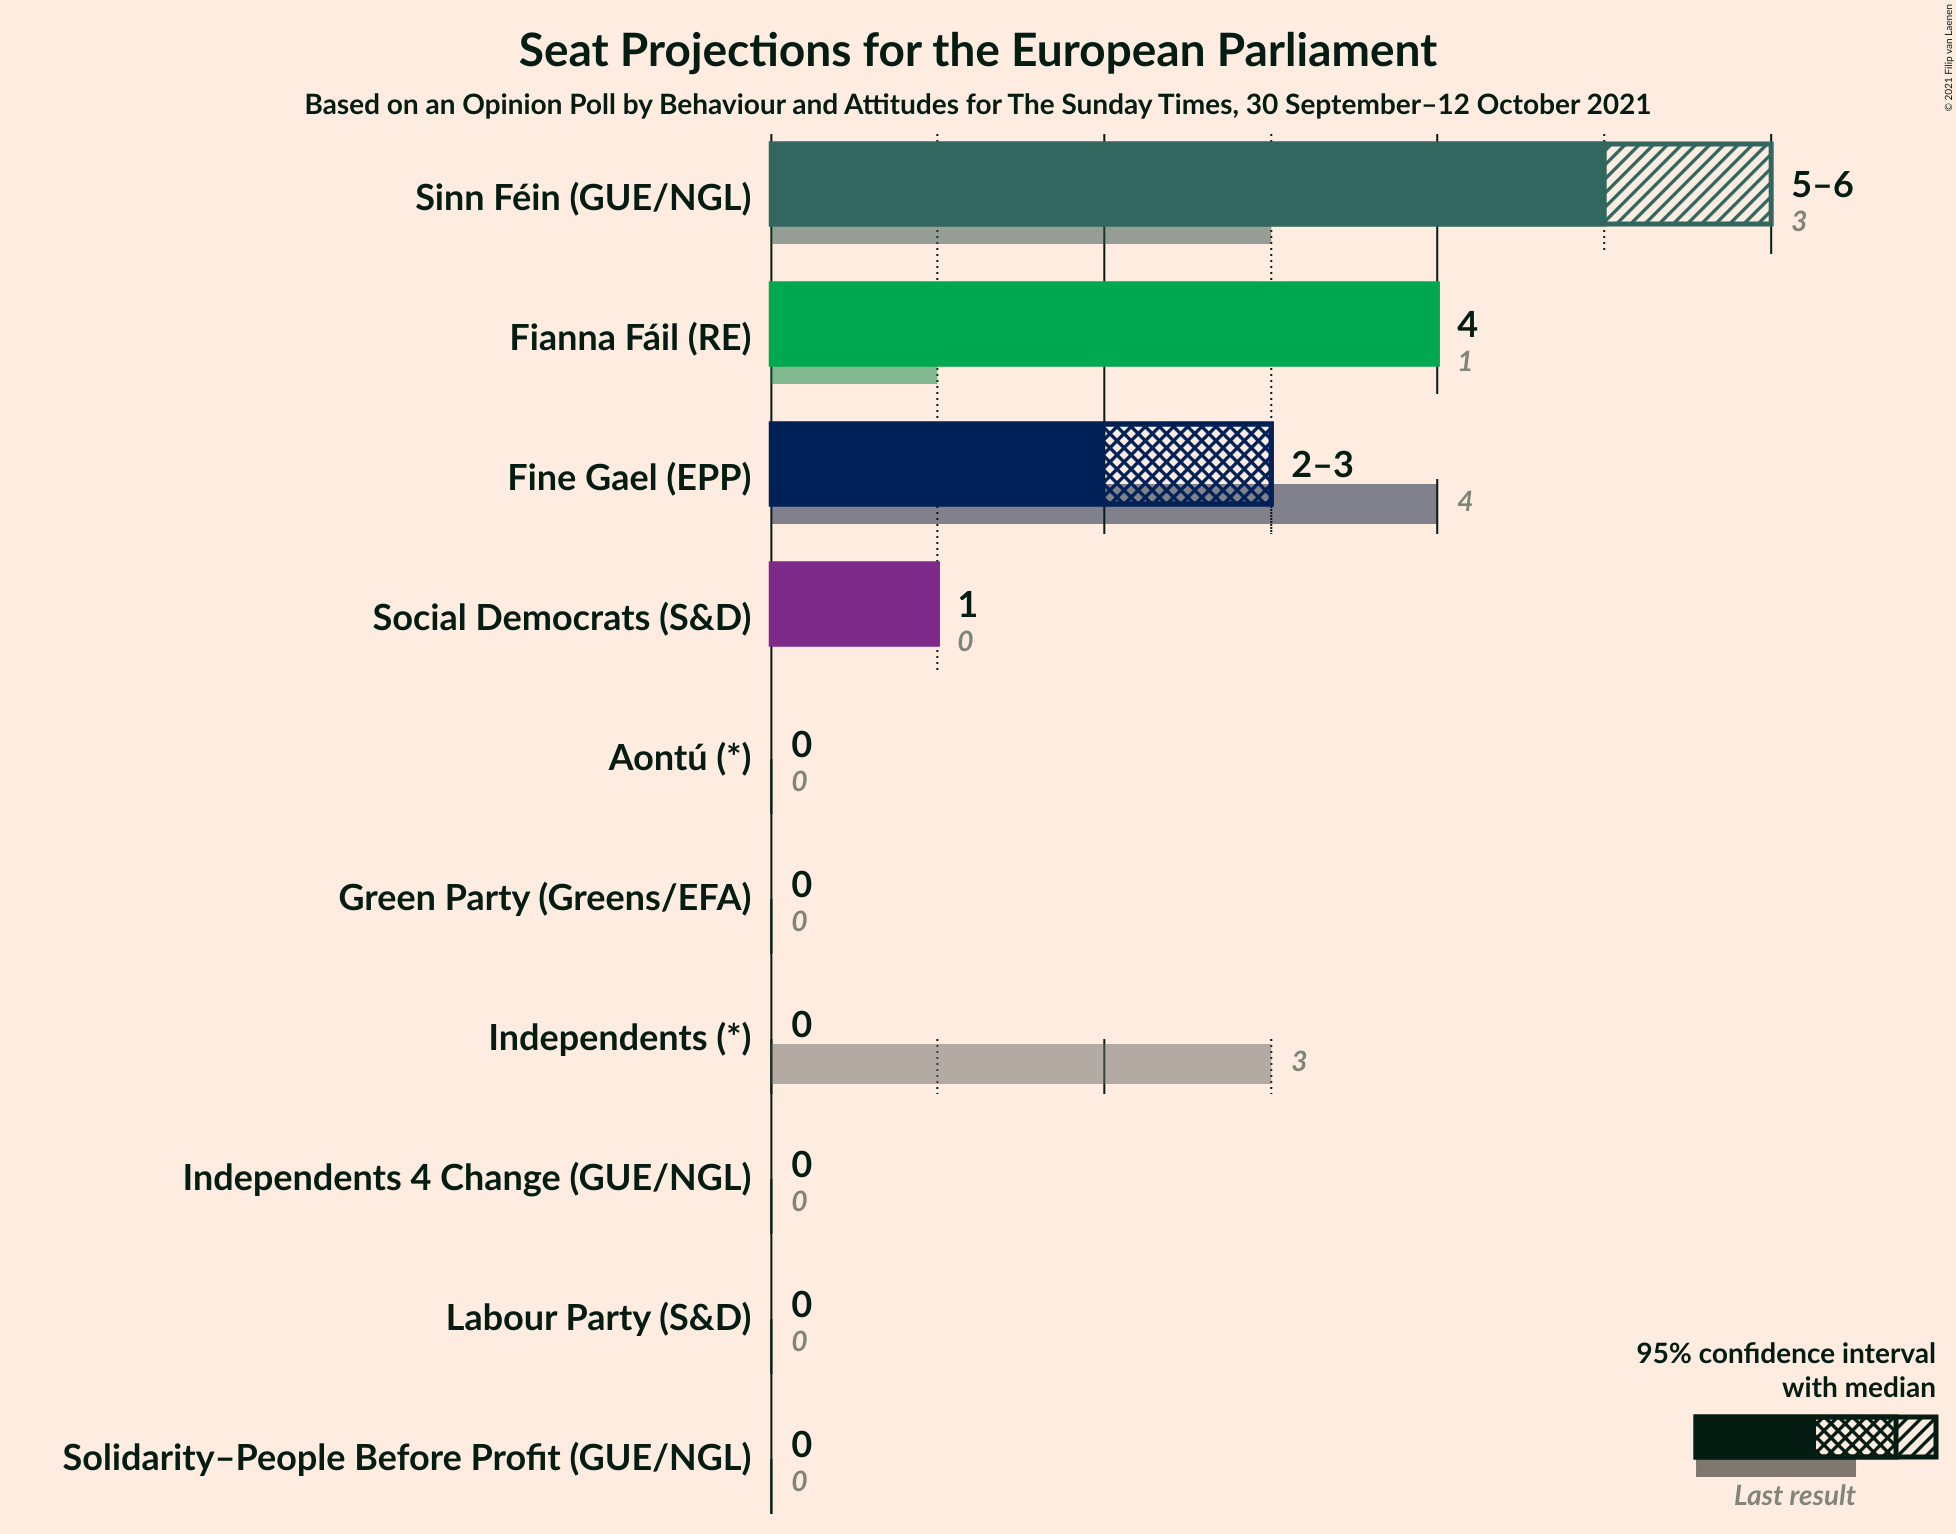 Seat Projections for the European Parliament
Based on an Opinion Poll by Behaviour and Attitudes for The Sunday Times, 30 September–12 October 2021
© 2021 Filip van Laenen
Sinn Féin (GUE/NGL)
5–6
3
Fianna Fáil (RE)
4
1
Fine Gael (EPP)
2–3
4
Social Democrats (S&D)
1
0
Aontú (*)
0
0
Green Party (Greens/EFA)
0
0
Independents (*)
0
3
Independents 4 Change (GUE/NGL)
0
0
Labour Party (S&D)
0
0
Solidarity–People Before Profit (GUE/NGL)
0
0
95% confidence interval
with median
Last result